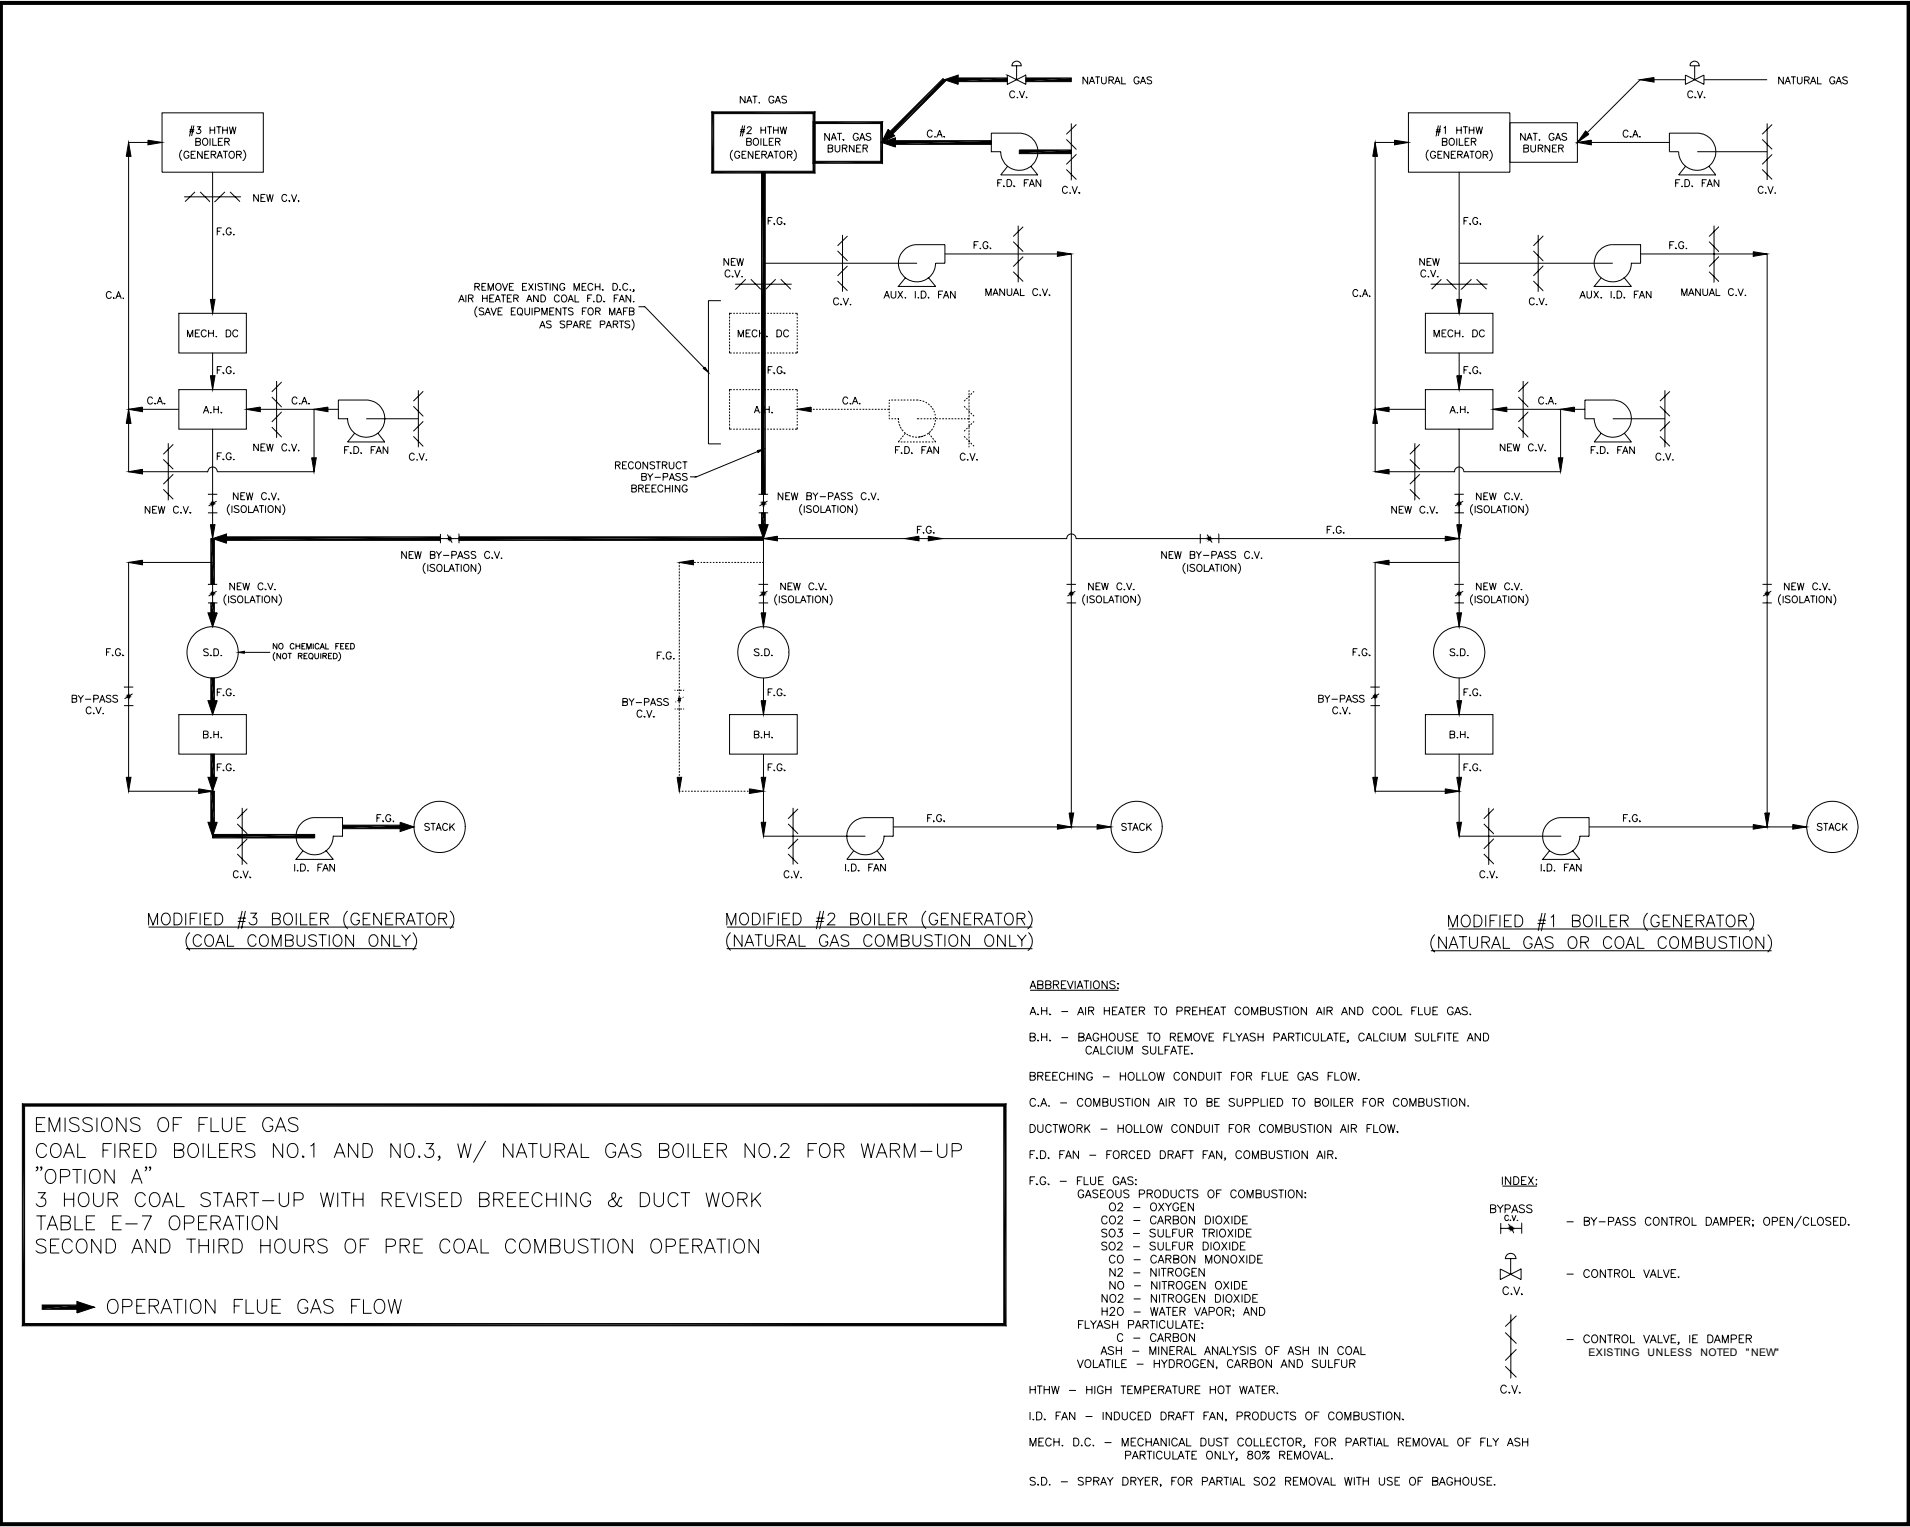 #3 HTHW
BOILER
(GENERATOR)
NEW C.V.
F.G.
C.A.
MECH. DC
F.G.
C.A.
A.H.
C.A.
NEW C.V.
F.D. FAN
C.V.
F.G.
NEW C.V.
NEW C.V.
(ISOLATION)
NEW C.V.
(ISOLATION)
F.G.
S.D.
NO CHEMICAL FEED
(NOT REQUIRED)
F.G.
BY-PASS
C.V.
B.H.
F.G.
C.V.
I.D. FAN
F.G.
STACK
MODIFIED #3 BOILER (GENERATOR)
(COAL COMBUSTION ONLY)
NAT. GAS
#2 HTHW
BOILER
(GENERATOR)
NAT. GAS
BURNER
C.V.
NATURAL GAS
C.A.
F.D. FAN
C.V.
F.G.
NEW
C.V.
C.V.
AUX. I.D. FAN
F.G.
MANUAL C.V.
REMOVE EXISTING MECH. D.C.,
AIR HEATER AND COAL F.D. FAN.
(SAVE EQUIPMENTS FOR MAFB
AS SPARE PARTS)
MECH. DC
F.G.
A.H.
C.A.
F.D. FAN
C.V.
RECONSTRUCT
BY-PASS
BREECHING
NEW BY-PASS C.V.
(ISOLATION)
NEW BY-PASS C.V.
(ISOLATION)
F.G.
NEW BY-PASS C.V.
(ISOLATION)
F.G.
NEW C.V.
(ISOLATION)
NEW C.V.
(ISOLATION)
F.G.
S.D.
F.G.
BY-PASS
C.V.
B.H.
F.G.
C.V.
I.D. FAN
F.G.
STACK
MODIFIED #2 BOILER (GENERATOR)
(NATURAL GAS COMBUSTION ONLY)
#1 HTHW
BOILER
(GENERATOR)
NAT. GAS
BURNER
C.V.
NATURAL GAS
C.A.
F.D. FAN
C.V.
F.G.
NEW
C.V.
C.V.
AUX. I.D. FAN
F.G.
MANUAL C.V.
C.A.
MECH. DC
F.G.
A.H.
C.A.
NEW C.V.
F.D. FAN
C.V.
NEW C.V.
NEW C.V.
(ISOLATION)
NEW C.V.
(ISOLATION)
NEW C.V.
(ISOLATION)
F.G.
S.D.
F.G.
BY-PASS
C.V.
B.H.
F.G.
C.V.
I.D. FAN
F.G.
STACK
MODIFIED #1 BOILER (GENERATOR)
(NATURAL GAS OR COAL COMBUSTION)
EMISSIONS OF FLUE GAS
COAL FIRED BOILERS NO.1 AND NO.3, W/ NATURAL GAS BOILER NO.2 FOR WARM-UP
"OPTION A"
3 HOUR COAL START-UP WITH REVISED BREECHING & DUCT WORK
TABLE E-7 OPERATION
SECOND AND THIRD HOURS OF PRE COAL COMBUSTION OPERATION
OPERATION FLUE GAS FLOW
ABBREVIATIONS:
A.H. - AIR HEATER TO PREHEAT COMBUSTION AIR AND COOL FLUE GAS.
B.H. - BAGHOUSE TO REMOVE FLYASH PARTICULATE, CALCIUM SULFITE AND
CALCIUM SULFATE.
BREECHING - HOLLOW CONDUIT FOR FLUE GAS FLOW.
C.A. - COMBUSTION AIR TO BE SUPPLIED TO BOILER FOR COMBUSTION.
DUCTWORK - HOLLOW CONDUIT FOR COMBUSTION AIR FLOW.
F.D. FAN - FORCED DRAFT FAN, COMBUSTION AIR.
F.G. - FLUE GAS:
GASEOUS PRODUCTS OF COMBUSTION:
O2 - OXYGEN
CO2 - CARBON DIOXIDE
SO3 - SULFUR TRIOXIDE
SO2 - SULFUR DIOXIDE
CO - CARBON MONOXIDE
N2 - NITROGEN
NO - NITROGEN OXIDE
NO2 - NITROGEN DIOXIDE
H2O - WATER VAPOR; AND
FLYASH PARTICULATE:
C - CARBON
ASH - MINERAL ANALYSIS OF ASH IN COAL
VOLATILE - HYDROGEN, CARBON AND SULFUR
HTHW - HIGH TEMPERATURE HOT WATER.
I.D. FAN - INDUCED DRAFT FAN, PRODUCTS OF COMBUSTION.
MECH. D.C. - MECHANICAL DUST COLLECTOR, FOR PARTIAL REMOVAL OF FLY ASH
PARTICULATE ONLY, 80% REMOVAL.
S.D. - SPRAY DRYER, FOR PARTIAL SO2 REMOVAL WITH USE OF BAGHOUSE.
INDEX:
BYPASS
C.V.
- BY-PASS CONTROL DAMPER; OPEN/CLOSED.
C.V.
- CONTROL VALVE.
C.V.
- CONTROL VALVE, IE DAMPER
EXISTING UNLESS NOTED "NEW"